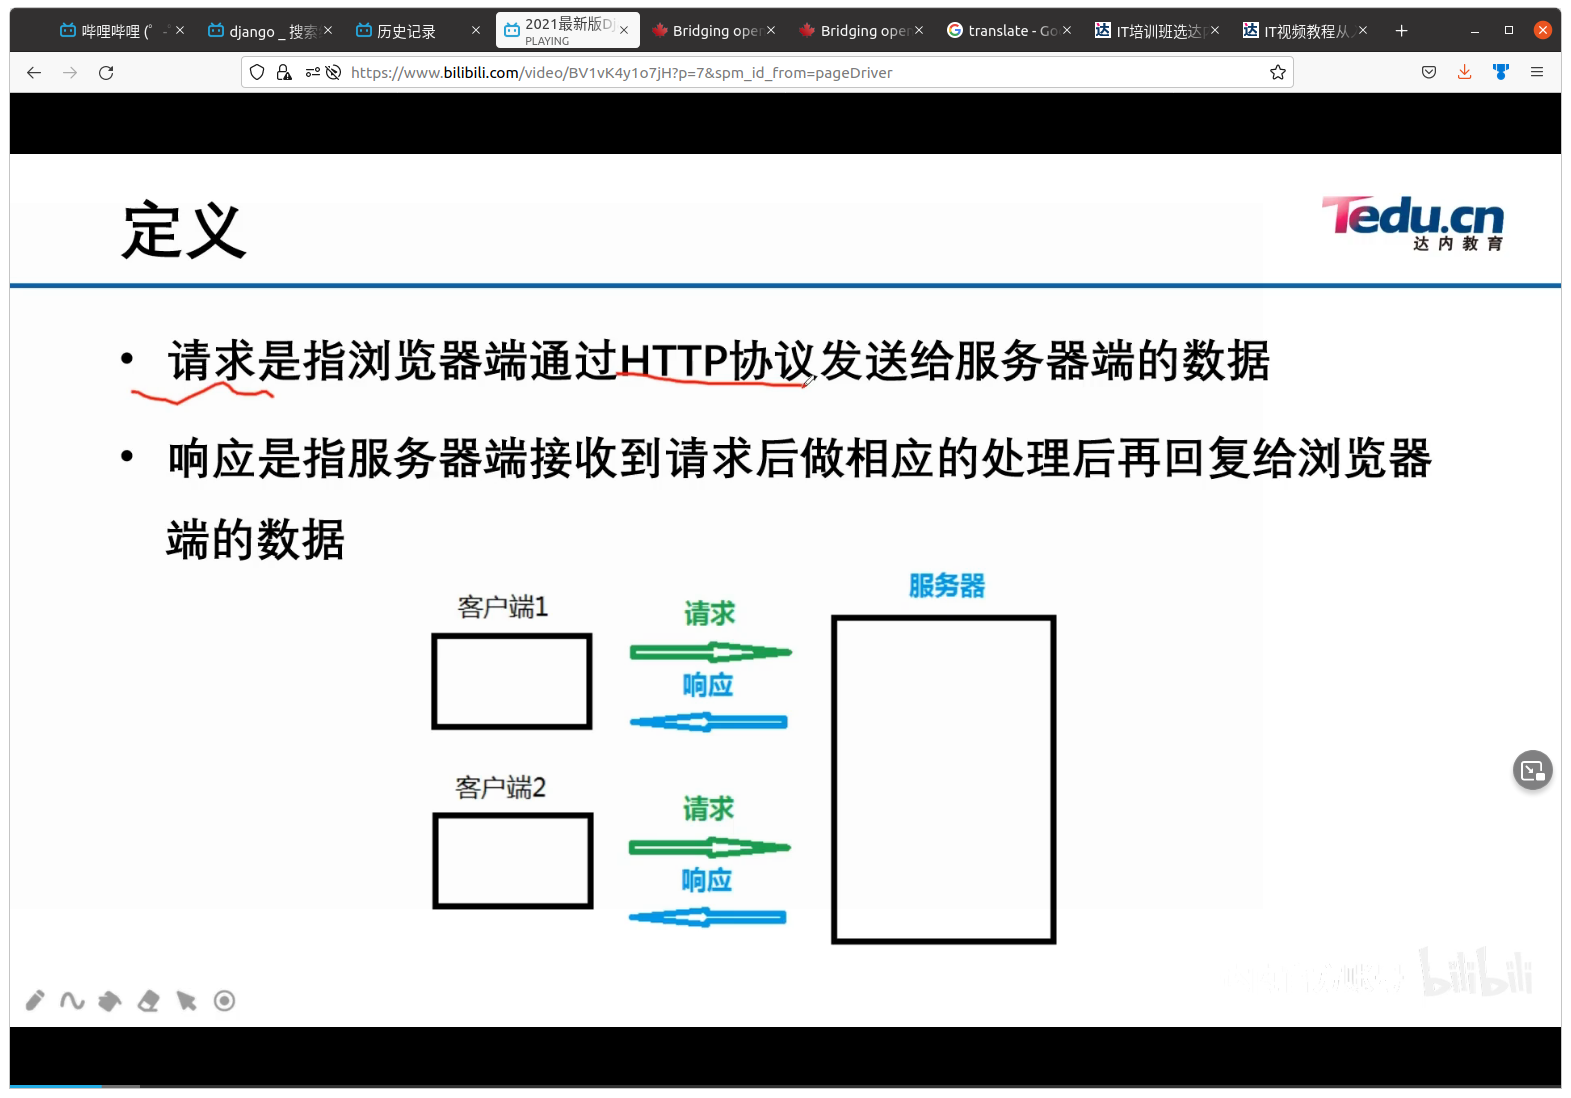 哔哩哔哩 (゜-
django _ 搜索
历史记录
2021最新版Dj
PLAYING
Bridging oper
Bridging oper
translate - Go
IT培训班选达内
IT视频教程从入
https://www.bilibili.com/video/BV1vK4y1o7jH?p=7&spm_id_from=pageDriver
定义
Tedu.cn
达内教育
• 请求是指浏览器端通过HTTP协议发送给服务器端的数据
• 响应是指服务器端接收到请求后做相应的处理后再回复给浏览器
端的数据
服务器
客户端1
请求
响应
客户端2
请求
响应
bilibili